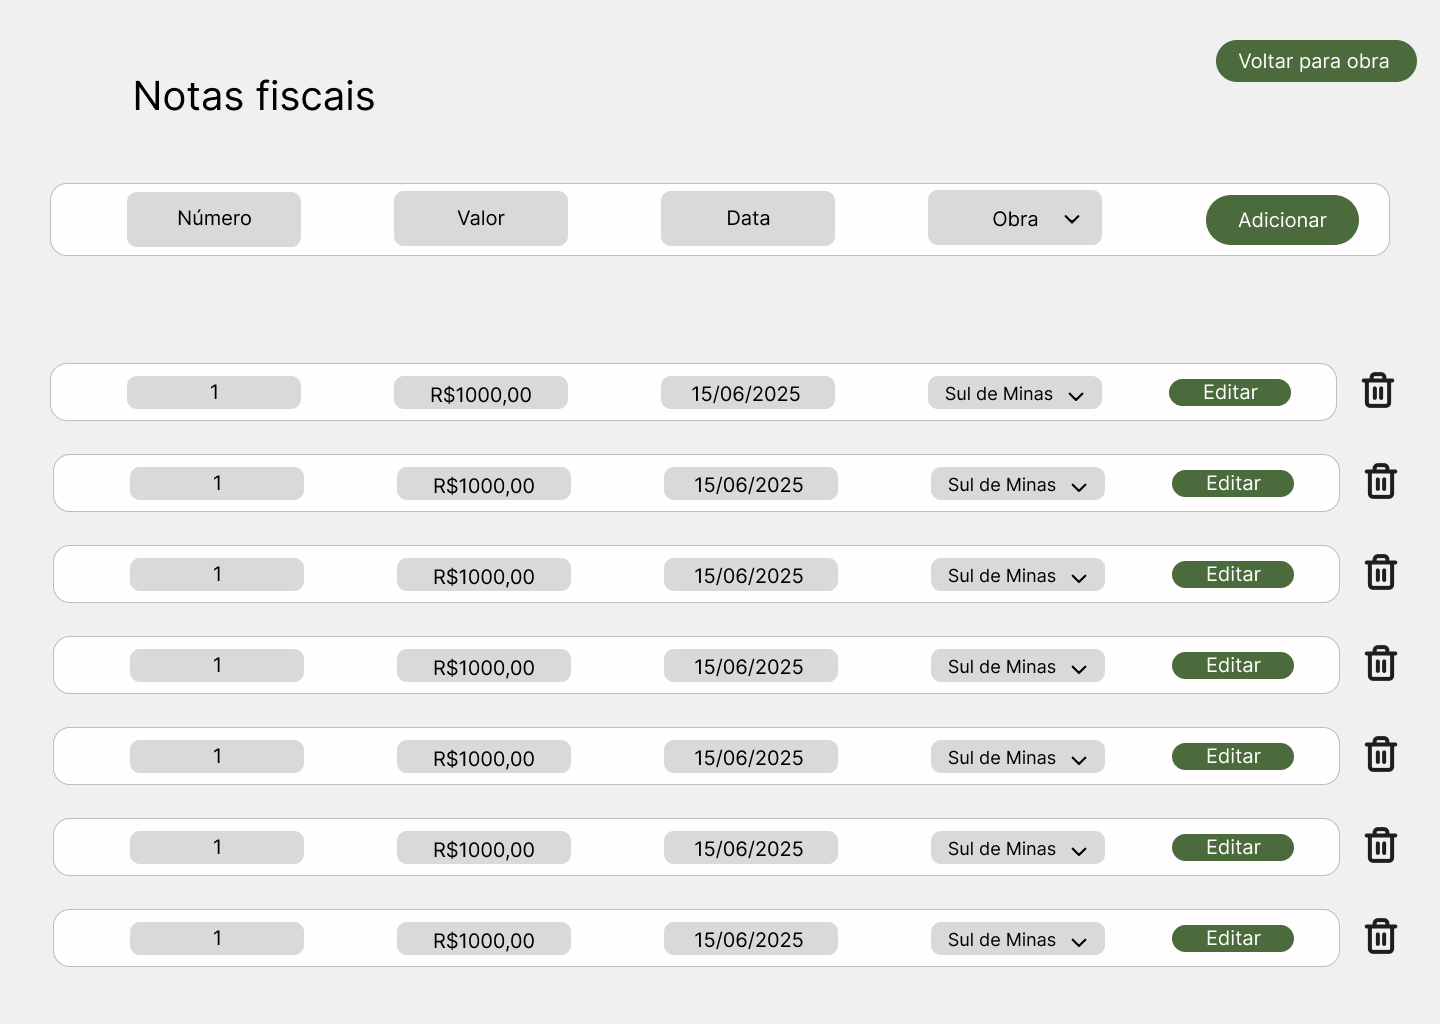 Voltar para obra
Notas fiscais
Número Valor Data Obra Adicionar
1 R$1000,00 15/06/2025 Sul de Minas Editar
1 R$1000,00 15/06/2025 Sul de Minas Editar
1 R$1000,00 15/06/2025 Sul de Minas Editar
1 R$1000,00 15/06/2025 Sul de Minas Editar
1 R$1000,00 15/06/2025 Sul de Minas Editar
1 R$1000,00 15/06/2025 Sul de Minas Editar
1 R$1000,00 15/06/2025 Sul de Minas Editar